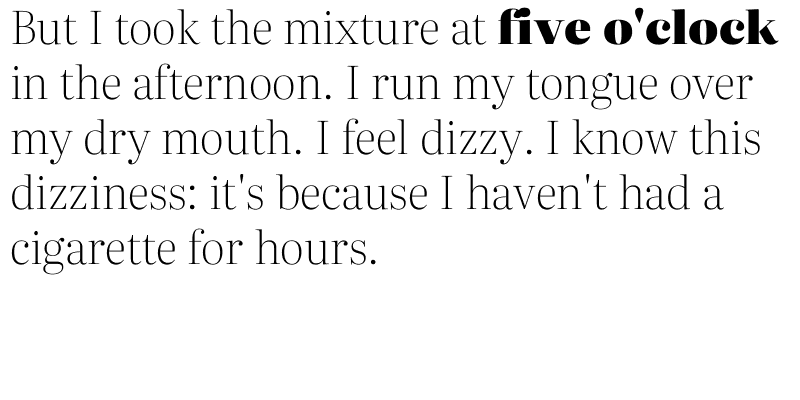 But I took the mixture at five o'clock
in the afternoon. I run my tongue over
my dry mouth. I feel dizzy. I know this
dizziness: it's because I haven't had a
cigarette for hours.